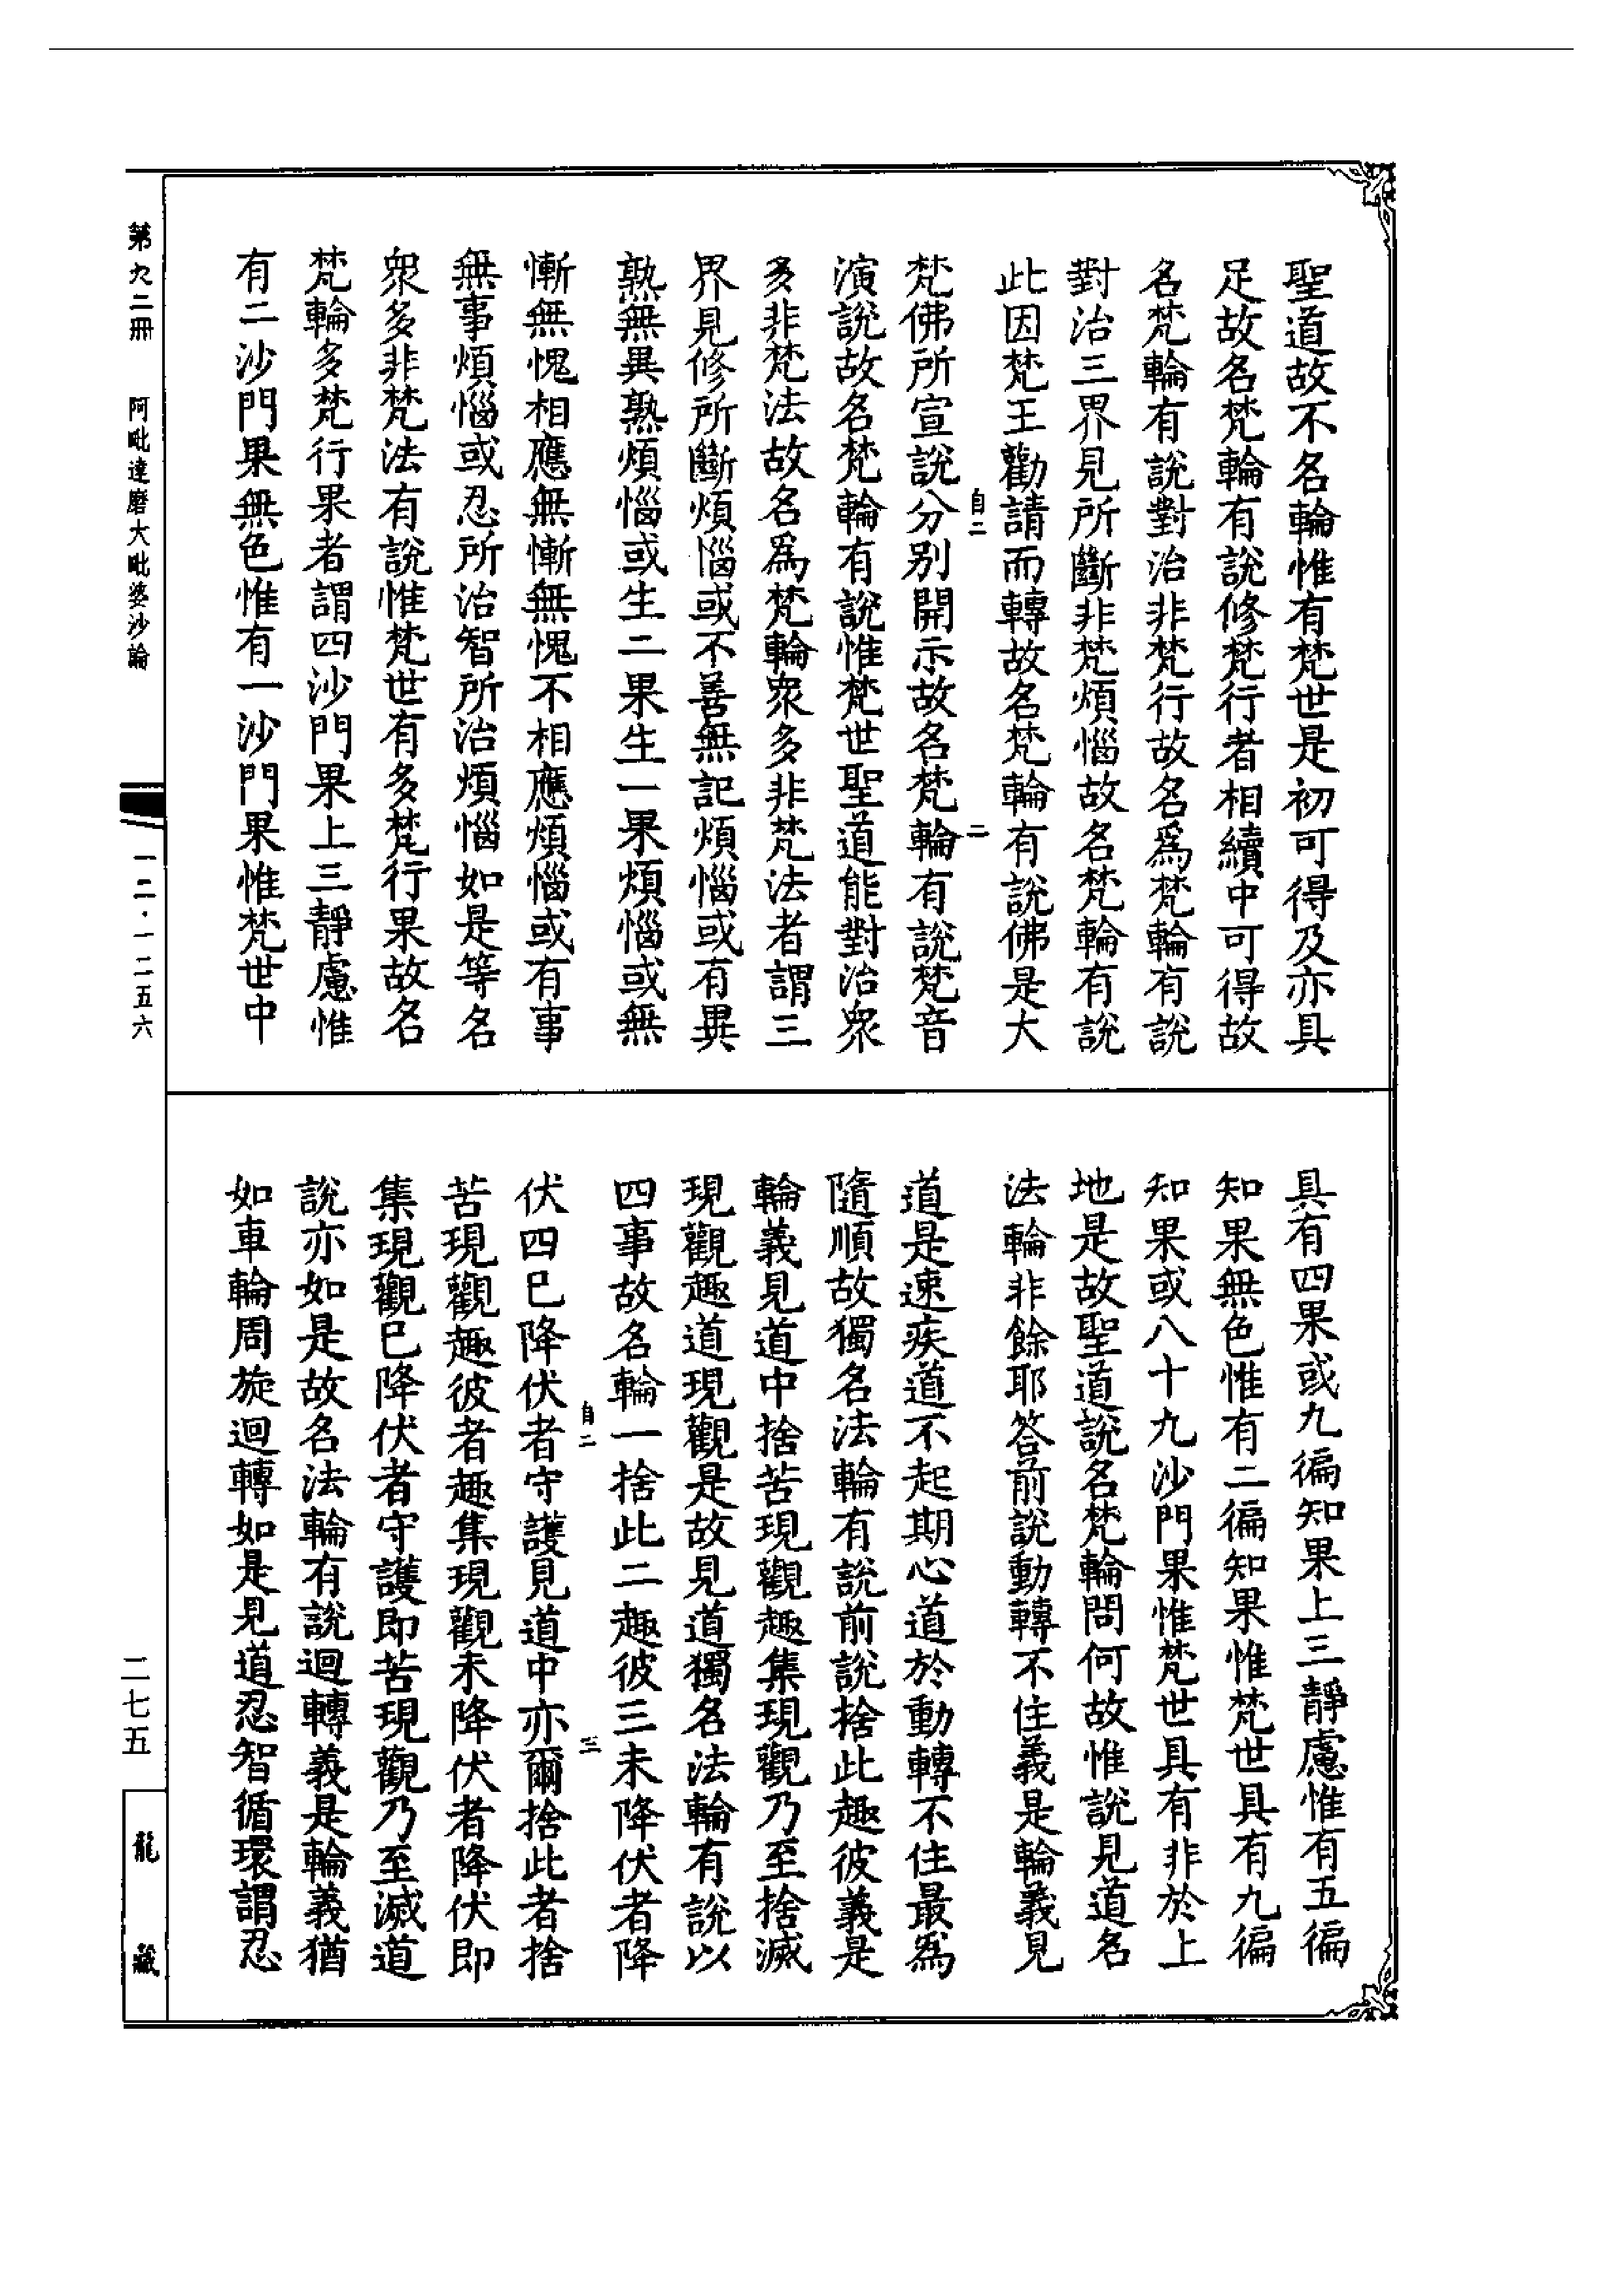 聖道故不名輪惟有梵世是初可得及亦具
足故名梵輪有說修梵行者相續中可得故
名梵輪有說對治非梵行故名爲梵輪有說
對治三界見所斷非梵煩惱故名梵輪有說
此因梵王勸請而轉故名梵輪有說佛是大
自二
二
梵佛所宣說分別開示故名梵輪有說梵音
演說故名梵輪有說惟梵世聖道能對治衆
多非梵法故名爲梵輪衆多非梵法者謂三
界見修所斷煩惱或不善無記煩惱或有異
熟無異熟煩惱或生二果生一果煩惱或無
慚無愧相應無慚無愧不相應煩惱或有事
無事煩惱或忍所治智所治煩惱如是等名
衆多非梵法有說惟梵世有多梵行果故名
梵輪多梵行果者謂四沙門果上三靜慮惟
有二沙門果無色惟有一沙門果惟梵世中
具有四果或九徧知果上三靜慮惟有五徧
知果無色惟有二徧知果惟梵世具有九徧
知果或八十九沙門果惟梵世具有非於上
地是故聖道說名梵輪問何故惟說見道名
法輪非餘耶答前說動轉不住義是輪義見
道是速疾道不起期心道於動轉不住最爲
隨順故獨名法輪有說前說捨此趣彼義是
輪義見道中捨苦現觀趣集現觀乃至捨滅
現觀趣道現觀是故見道獨名法輪有說以
四事故名輪一捨此二趣彼三未降伏者降
自二
三
伏四已降伏者守護見道中亦爾捨此者捨
苦現觀趣彼者趣集現觀未降伏者降伏即
集現觀已降伏者守護即苦現觀乃至滅道
說亦如是故名法輪有說迴轉義是輪義猶
如車輪周旋迴轉如是見道忍智循環謂忍
第九二冊
阿毗達磨大毗婆沙論
一二·一二五六
二七五
龍藏